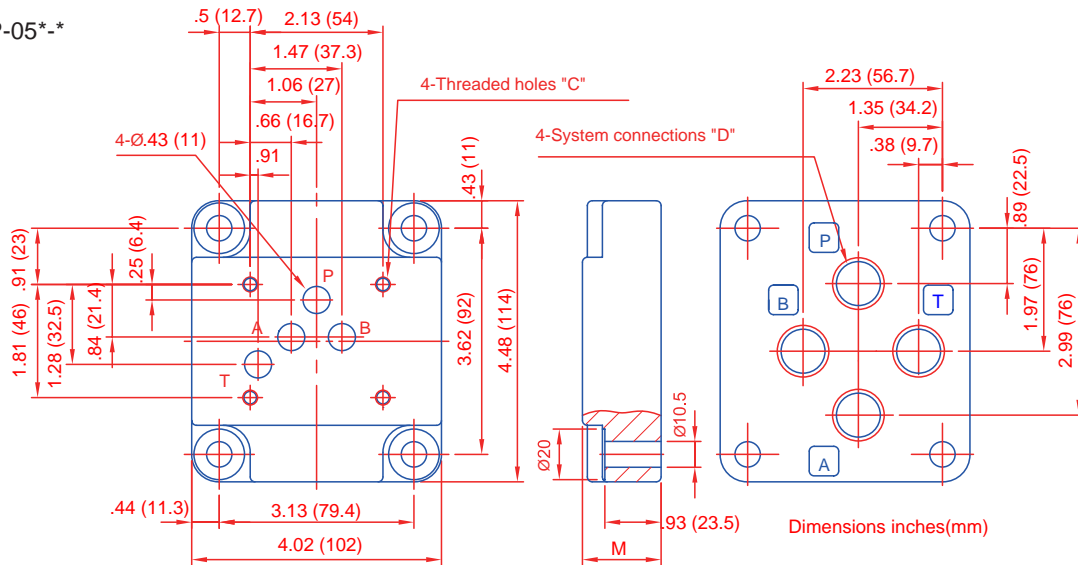 P-05*-*
.5 (12.7)
2.13 (54)
1.47 (37.3)
1.06 (27)
.66 (16.7)
.91
4-Ø.43 (11)
4-Threaded holes "C"
.43 (11)
.91 (23)
.25 (6.4)
1.81 (46)
1.28 (32.5)
.84 (21.4)
P
A
B
T
3.62 (92)
4.48 (114)
.44 (11.3)
3.13 (79.4)
4.02 (102)
Ø20
Ø10.5
.93 (23.5)
M
2.23 (56.7)
1.35 (34.2)
.38 (9.7)
4-System connections "D"
.89 (22.5)
1.97 (76)
2.99 (76)
P
B
T
A
Dimensions inches(mm)